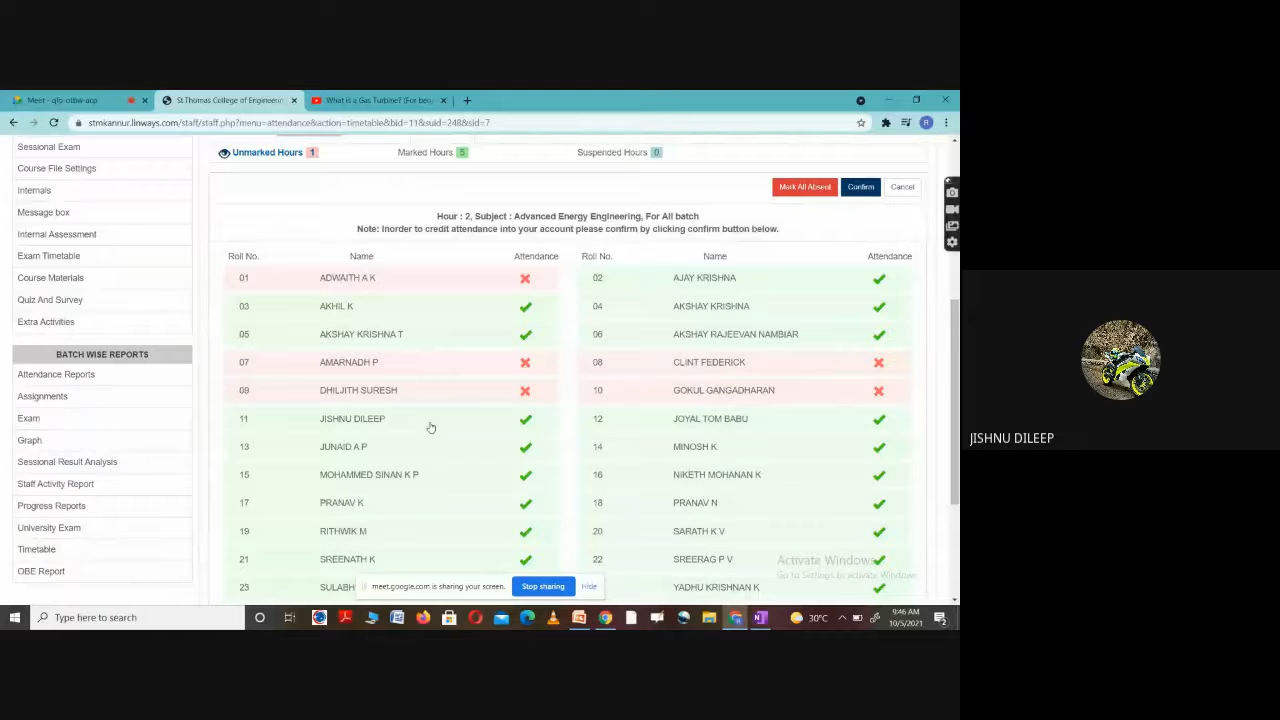 Meet - qfo-otbw-acp
St.Thomas College of Engineerin
What is a Gas Turbine? (For beg
stmkannur.linways.com/staff/staff.php?menu=attendance&action=timetable&bid=11&suid=248&sid=7
Sessional Exam
Course File Settings
Internals
Message box
Internal Assessment
Exam Timetable
Course Materials
Quiz And Survey
Extra Activities
BATCH WISE REPORTS
Attendance Reports
Assignments
Exam
Graph
Sessional Result Analysis
Staff Activity Report
Progress Reports
University Exam
Timetable
OBE Report
Unmarked Hours 1 Marked Hours 5 Suspended Hours 0
Mark All Absent Confirm Cancel
Hour : 2, Subject : Advanced Energy Engineering, For All batch
Note: Inorder to credit attendance into your account please confirm by clicking confirm button below.
Roll No. Name Attendance Roll No. Name Attendance
01 ADWAITH A K 02 AJAY KRISHNA
03 AKHIL K 04 AKSHAY KRISHNA
05 AKSHAY KRISHNA T 06 AKSHAY RAJEEVAN NAMBIAR
07 AMARNADH P 08 CLINT FEDERICK
09 DHILJITH SURESH 10 GOKUL GANGADHARAN
11 JISHNU DILEEP 12 JOYAL TOM BABU
13 JUNAID A P 14 MINOSH K
15 MOHAMMED SINAN K P 16 NIKETH MOHANAN K
17 PRANAV K 18 PRANAV N
19 RITHWIK M 20 SARATH K V
21 SREENATH K 22 SREERAG P V
23 SULABH YADHU KRISHNAN K
Activate Windows
Go to Settings to activate Windows.
meet.google.com is sharing your screen. Stop sharing Hide
Type here to search
30°C
9:46 AM
10/5/2021
2
JISHNU DILEEP